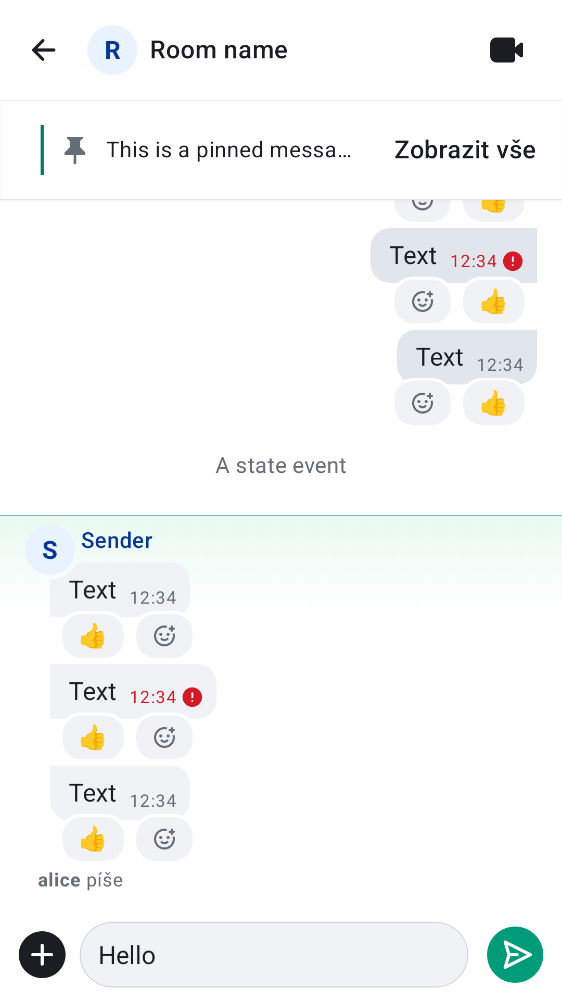 R Room name
This is a pinned messa... Zobrazit vše
Text 12:34
Text 12:34
A state event
S Sender
Text 12:34
Text 12:34
Text 12:34
alice píše
Hello